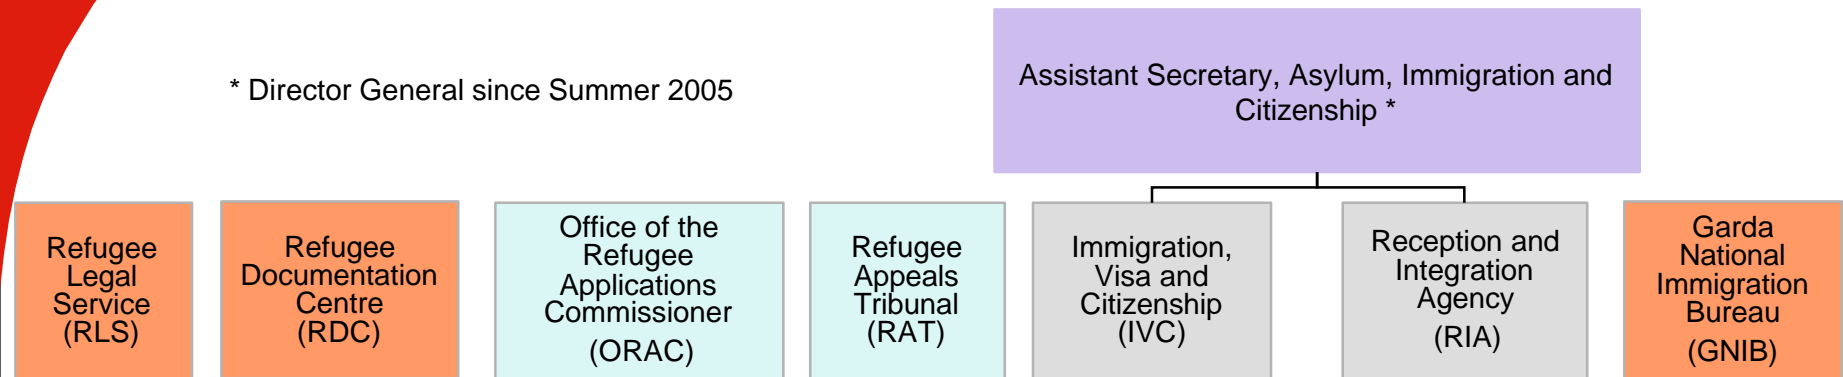 * Director General since Summer 2005
Assistant Secretary, Asylum, Immigration and
Citizenship *
Refugee
Legal
Service
(RLS)
Refugee
Documentation
Centre
(RDC)
Office of the
Refugee
Applications
Commissioner
(ORAC)
Refugee
Appeals
Tribunal
(RAT)
Immigration,
Visa and
Citizenship
(IVC)
Reception and
Integration
Agency
(RIA)
Garda
National
Immigration
Bureau
(GNIB)